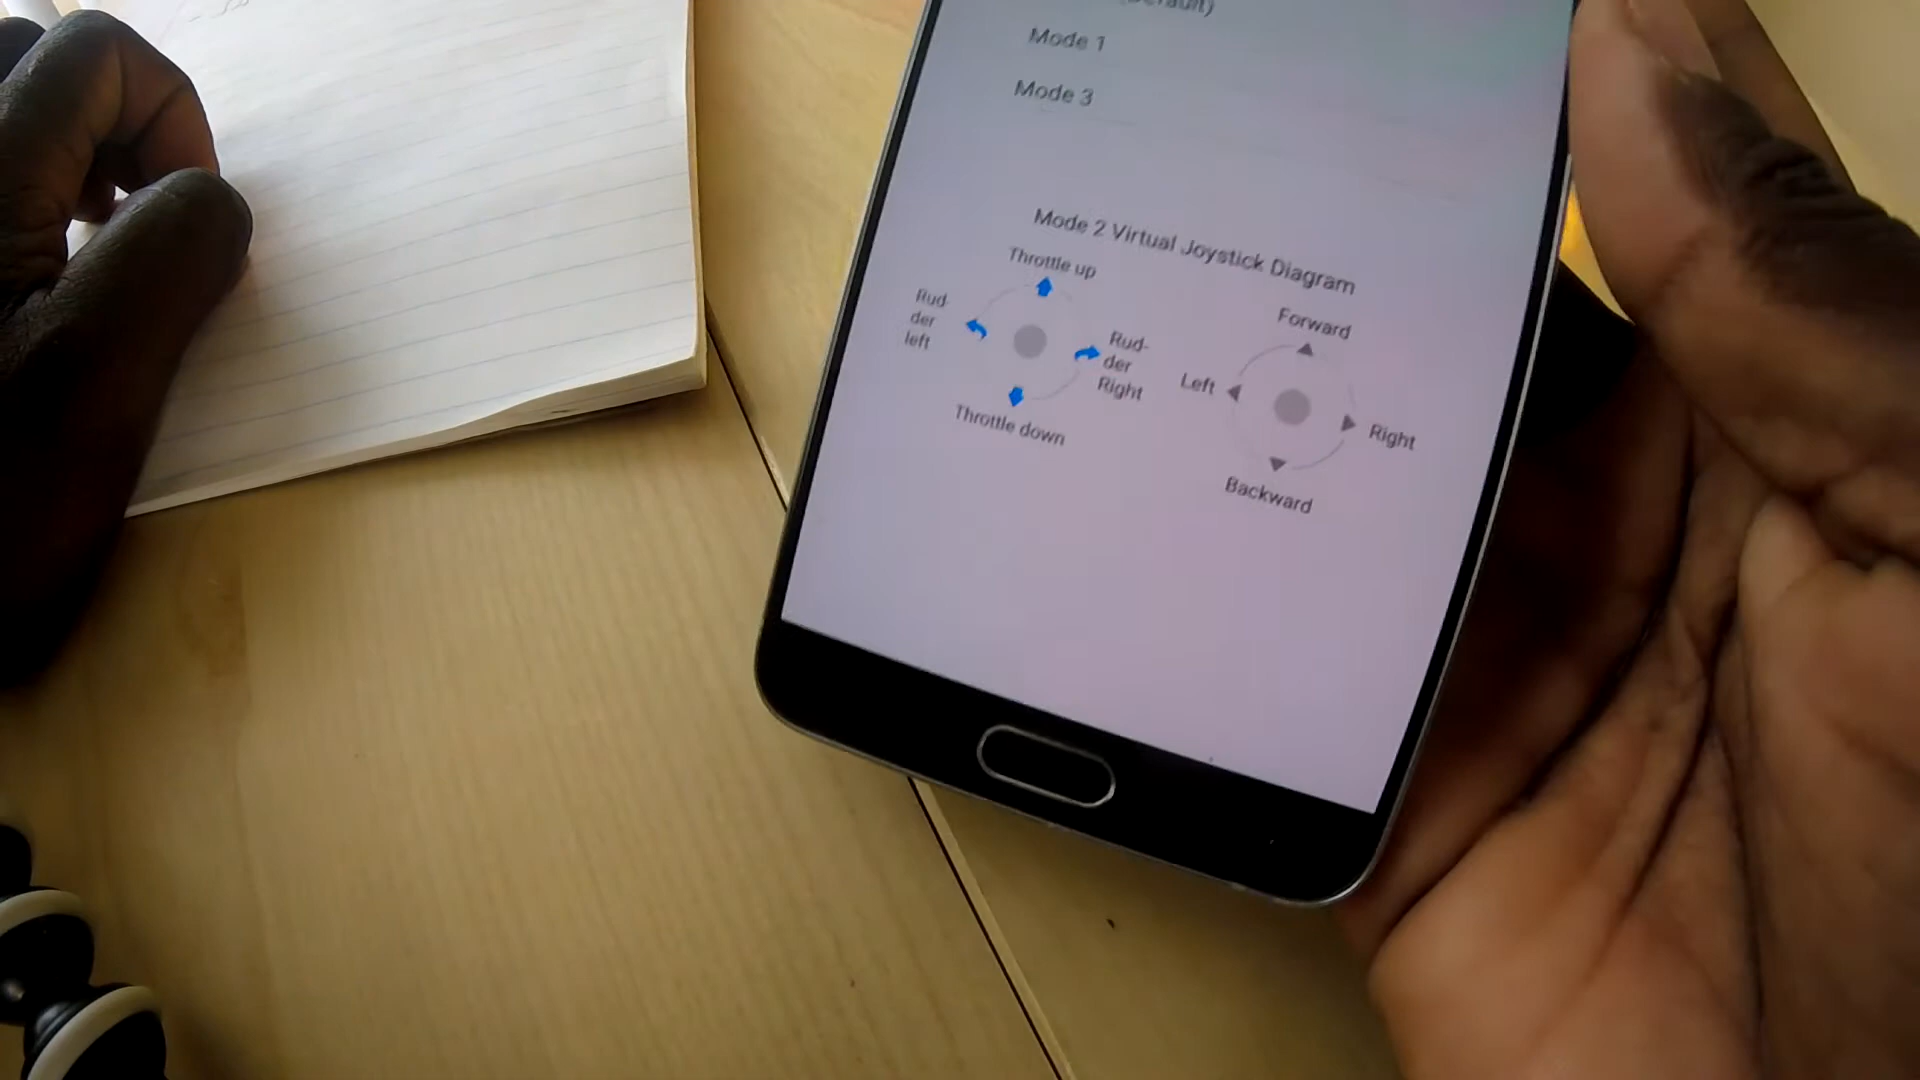 (Default)
Mode 1
Mode 3
Mode 2 Virtual Joystick Diagram
Throttle up
Rud
der
left
Rud-
der
Right
Throttle down
Forward
Left
Right
Backward